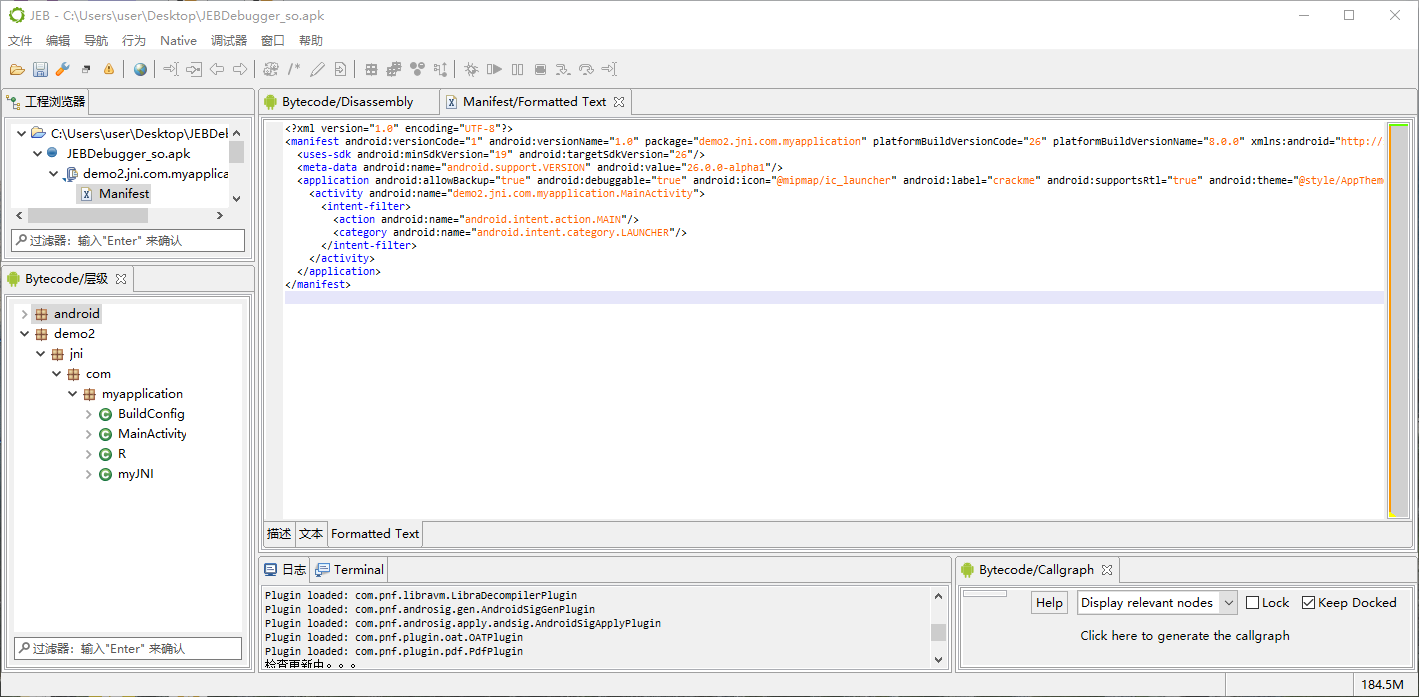 JEB - C:\Users\user\Desktop\JEBDebugger_so.apk
文件 编辑 导航 行为 Native 调试器 窗口 帮助
工程浏览器
C:\Users\user\Desktop\JEBDel
JEBDebugger_so.apk
demo2.jni.com.myapplica
Manifest
过滤器: 输入"Enter" 来确认
Bytecode/层级
android
demo2
jni
com
myapplication
BuildConfig
MainActivity
R
myJNI
过滤器: 输入"Enter" 来确认
Bytecode/Disassembly
Manifest/Formatted Text
<?xml version="1.0" encoding="UTF-8"?>
<manifest android:versionCode="1" android:versionName="1.0" package="demo2.jni.com.myapplication" platformBuildVersionCode="26" platformBuildVersionName="8.0.0" xmlns:android="http://
<uses-sdk android:minSdkVersion="19" android:targetSdkVersion="26"/>
<meta-data android:name="android.support.VERSION" android:value="26.0.0-alpha1"/>
<application android:allowBackup="true" android:debuggable="true" android:icon="@mipmap/ic_launcher" android:label="crackme" android:supportsRtl="true" android:theme="@style/AppThem
<activity android:name="demo2.jni.com.myapplication.MainActivity">
<intent-filter>
<action android:name="android.intent.action.MAIN"/>
<category android:name="android.intent.category.LAUNCHER"/>
</intent-filter>
</activity>
</application>
</manifest>
描述 文本 Formatted Text
日志 Terminal
Plugin loaded: com.pnf.libravm.LibraDecompilerPlugin
Plugin loaded: com.pnf.androsig.gen.AndroidSigGenPlugin
Plugin loaded: com.pnf.androsig.apply.andsig.AndroidSigApplyPlugin
Plugin loaded: com.pnf.plugin.oat.OATPlugin
Plugin loaded: com.pnf.plugin.pdf.PdfPlugin
检查更新中。。。
Bytecode/Callgraph
Help Display relevant nodes Lock Keep Docked
Click here to generate the callgraph
184.5M